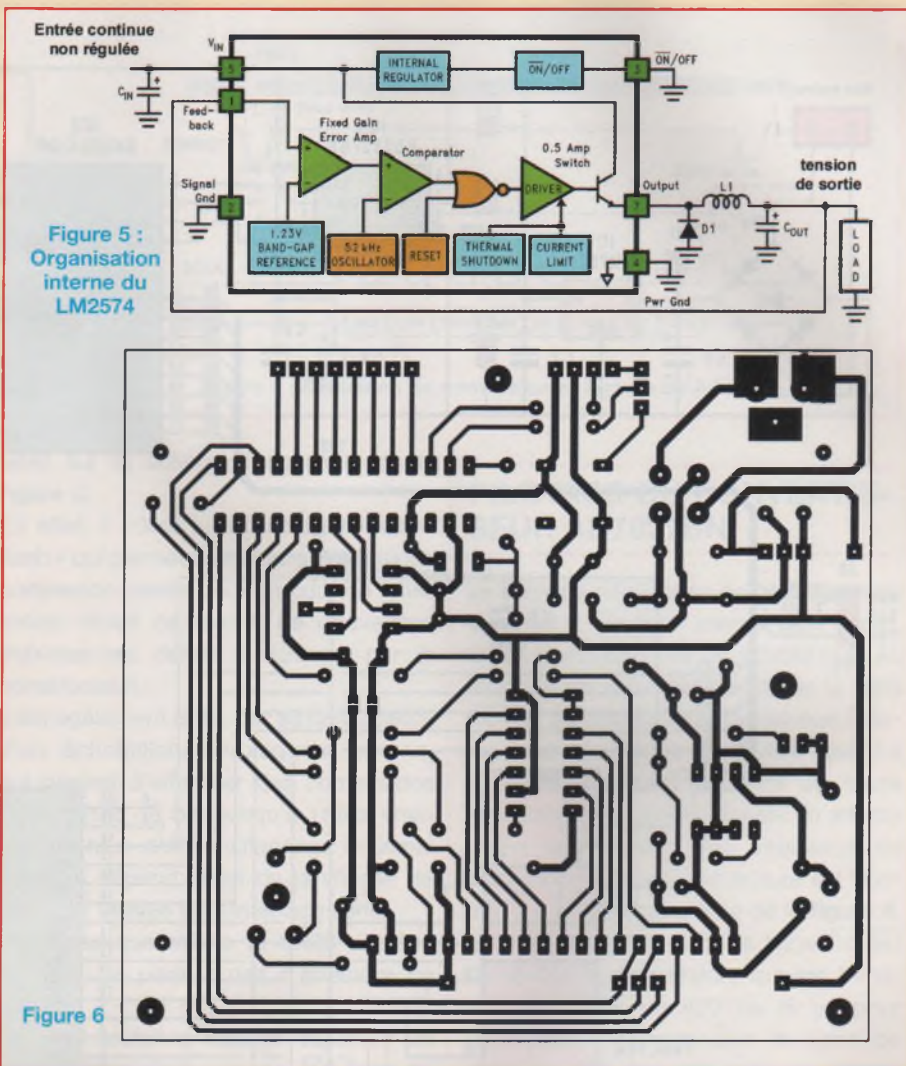 Entrée continue
non régulée
V_IN
5
INTERNAL
REGULATOR
ON/OFF
3
ON/OFF
C_IN
+
1
Feed-
back
Fixed Gain
Error Amp
Comparator
0.5 Amp
Switch
+
-
+
-
DRIVER
Output
7
L1
tension
de sortie
Signal
Gnd
2
1.23V
BAND-GAP
REFERENCE
52 kHz
OSCILLATOR
RESET
THERMAL
SHUTDOWN
CURRENT
LIMIT
D1
+
C_OUT
LOAD
4
Pwr Gnd
Figure 5 :
Organisation
interne du
LM2574
Figure 6